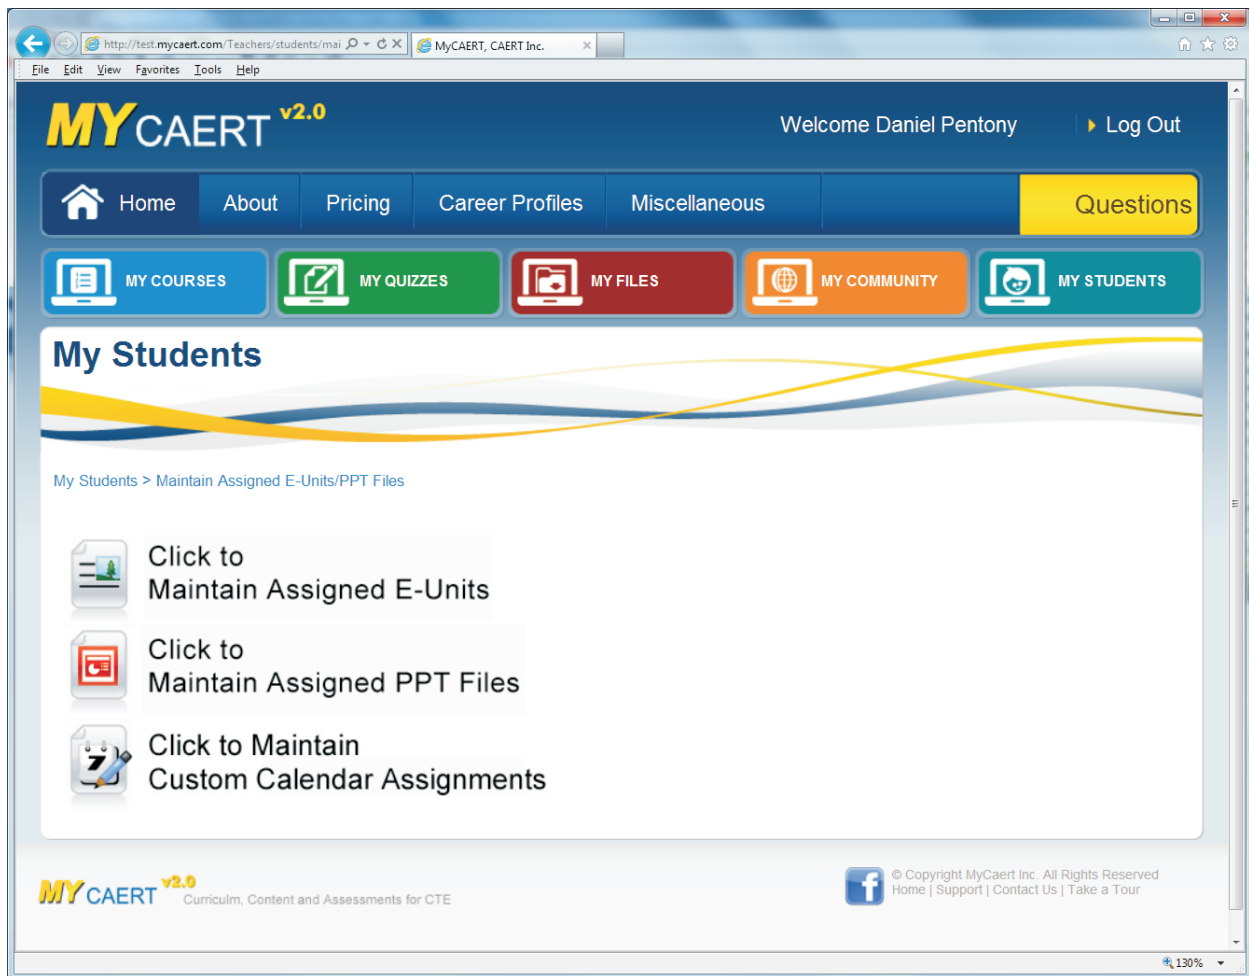 http://test.mycaert.com/Teachers/students/mai
MyCAERT, CAERT Inc.
File Edit View Favorites Tools Help
MYCAERT v2.0
Welcome Daniel Pentony
Log Out
Home About Pricing Career Profiles Miscellaneous Questions
MY COURSES MY QUIZZES MY FILES MY COMMUNITY MY STUDENTS
My Students
My Students > Maintain Assigned E-Units/PPT Files
Click to
Maintain Assigned E-Units
Click to
Maintain Assigned PPT Files
7
Click to Maintain
Custom Calendar Assignments
MYCAERT v2.0
Curriculm, Content and Assessments for CTE
f
© Copyright MyCaert Inc. All Rights Reserved
Home | Support | Contact Us | Take a Tour
130%